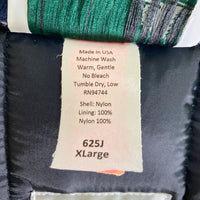 Made in USA
Machine Wash
Warm, Gentle
No Bleach
Tumble Dry, Low
RN94744
Shell: Nylon
Lining: 100%
Nylon 100%
625J
XLarge